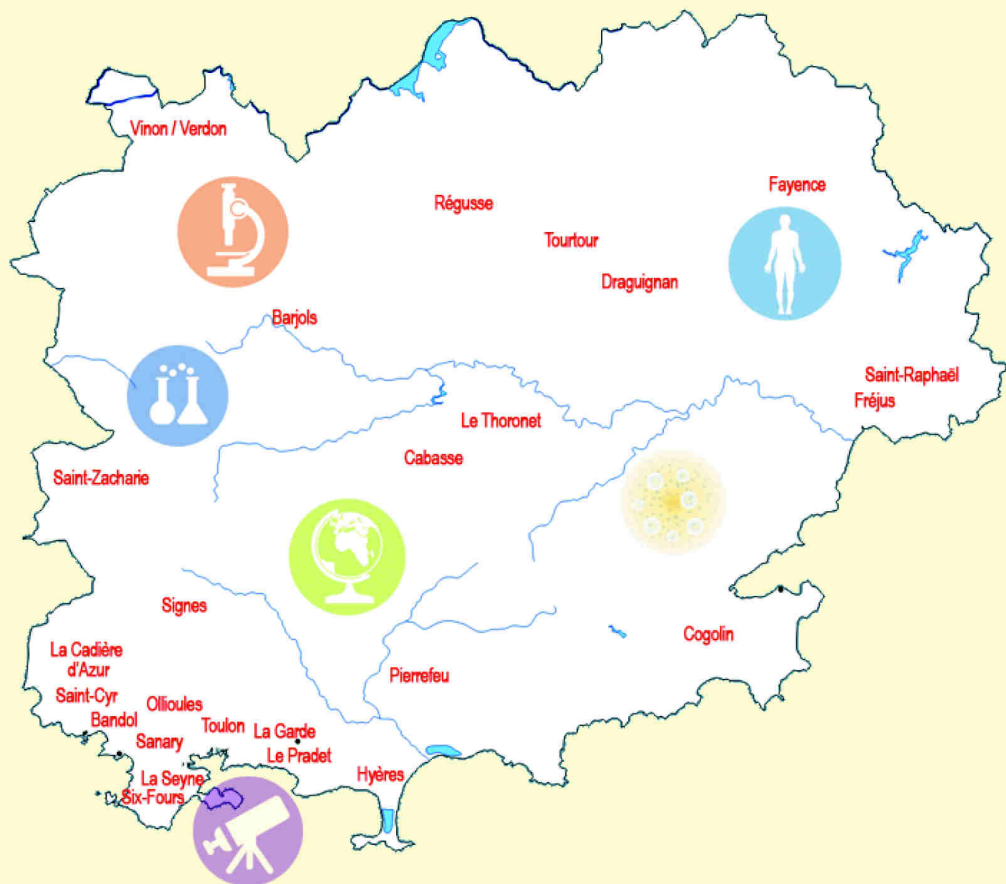 Vinon / Verdon
Fayence
Régusse
Tourtour
Draguignan
Barjols
Saint-Raphaël
Fréjus
Le Thoronet
Cabasse
Saint-Zacharie
Signes
Cogolin
La Cadière
d'Azur
Pierrefeu
Saint-Cyr
Ollioules
Bandol
Toulon
La Garde
Sanary
Le Pradet
Hyères
La Seyne
Six-Fours